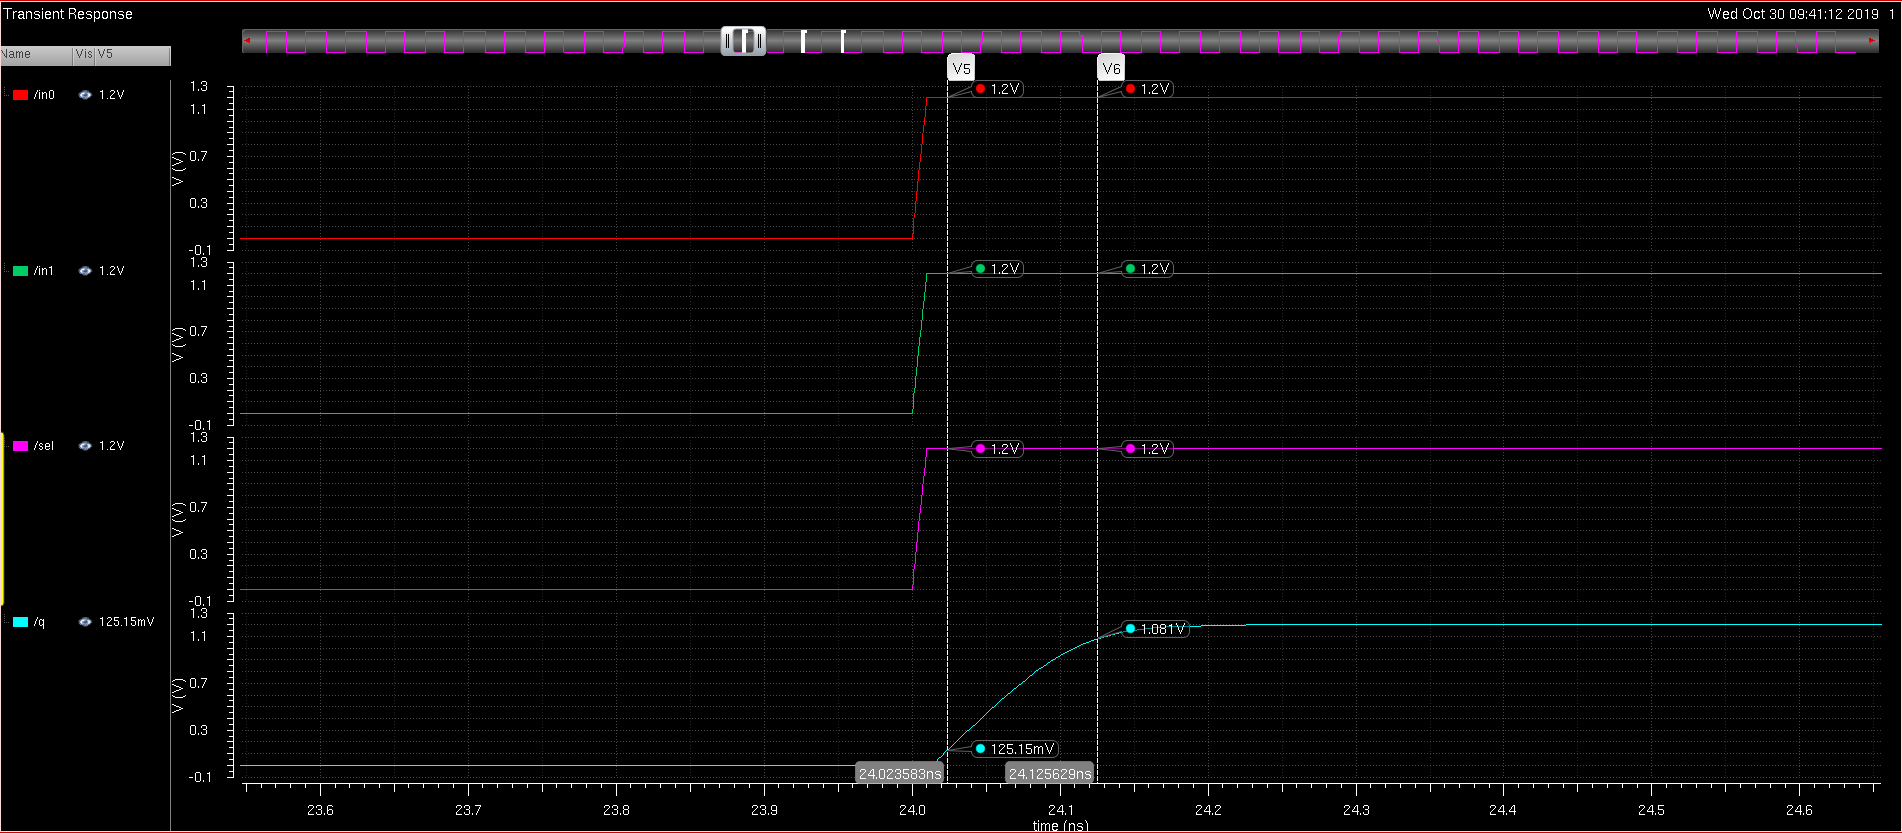 Transient Response
Wed Oct 30 09:41:12 2019 1
Name Vis V5
V5 V6
/in0 1.2V
1.3
1.1
0.7
0.3
-0.1
V (V)
1.2V 1.2V
/in1 1.2V
1.3
1.1
0.7
0.3
-0.1
V (V)
1.2V 1.2V
/sel 1.2V
1.3
1.1
0.7
0.3
-0.1
V (V)
1.2V 1.2V
/q 125.15mV
1.3
1.1
0.7
0.3
-0.1
V (V)
1.081V
125.15mV
24.023583ns 24.125629ns
23.6 23.7 23.8 23.9 24.0 24.1 24.2 24.3 24.4 24.5 24.6
time (ns)